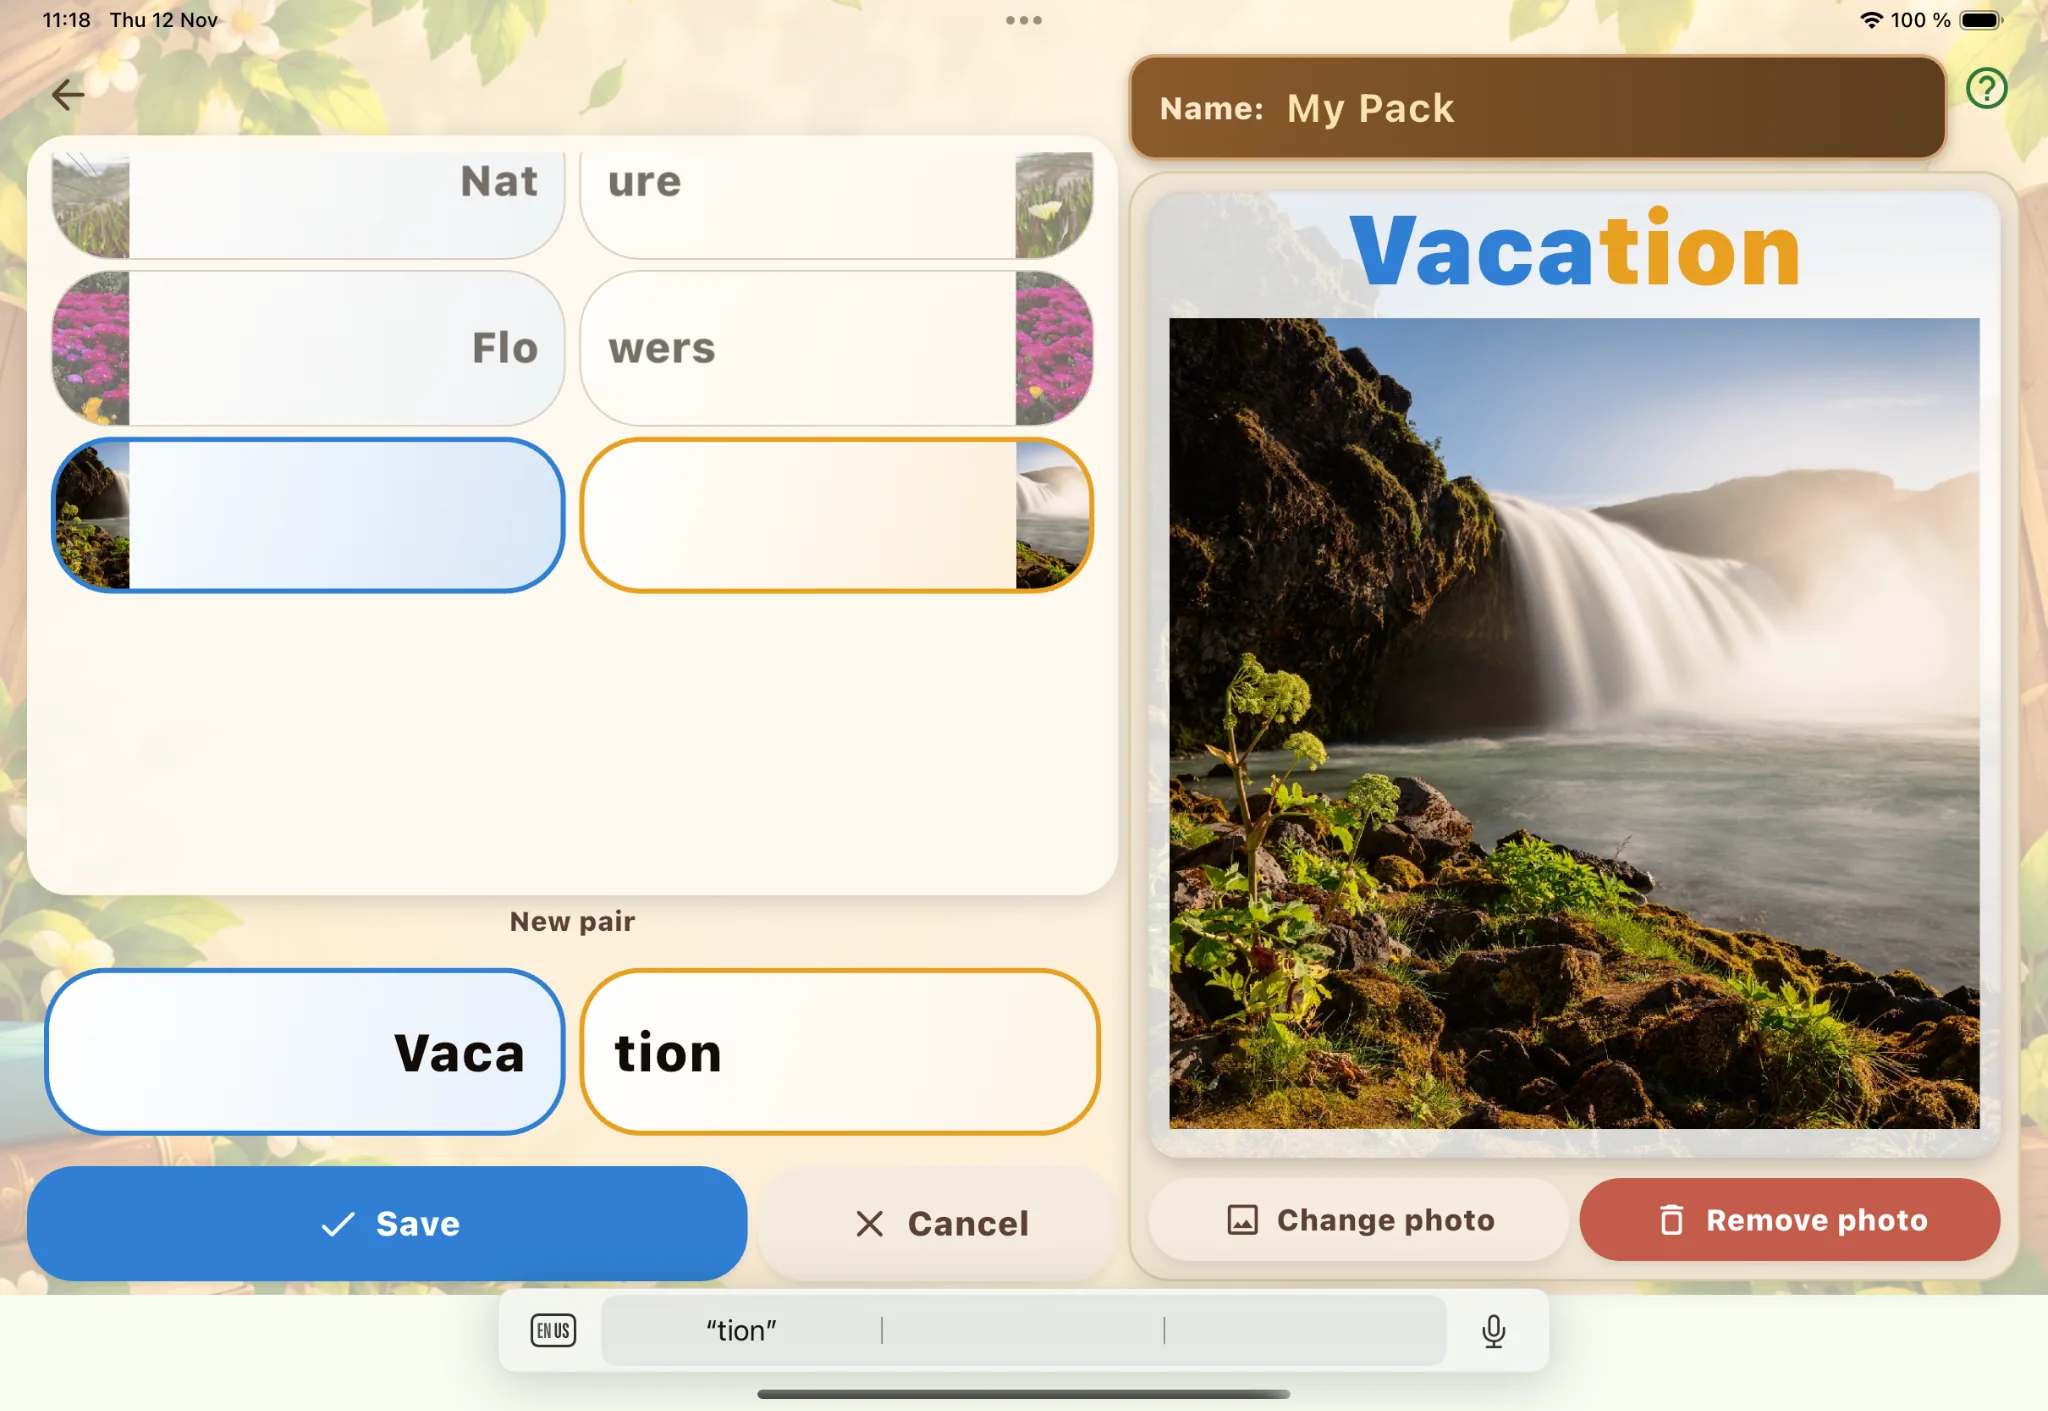 11:18 Thu 12 Nov
100 %
Name: My Pack
Nat ure
Flo wers
Vacation
New pair
Vaca tion
Save
Cancel
Change photo
Remove photo
EN US
“tion”